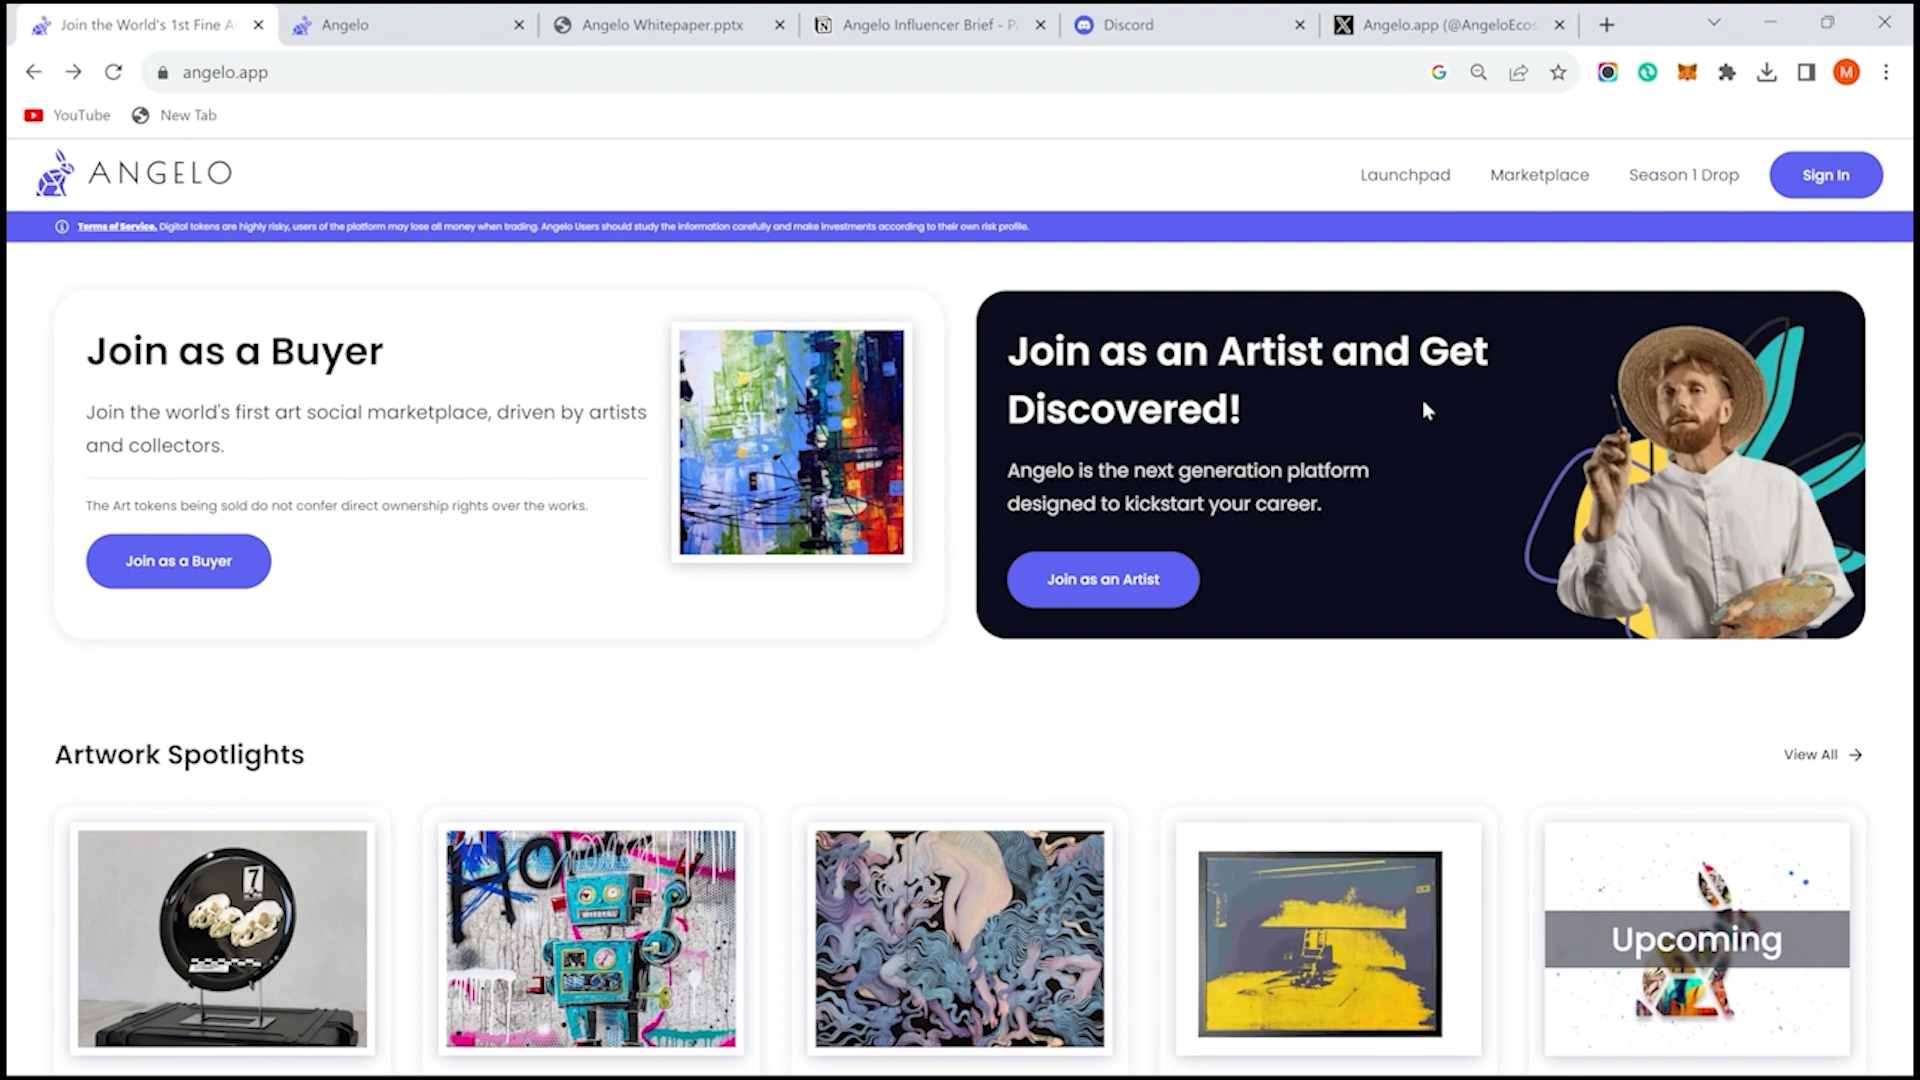 Join the World's 1st Fine A
Angelo
Angelo Whitepaper.pptx
Angelo Influencer Brief - P
Discord
Angelo.app (@AngeloEcos
angelo.app
M
YouTube
New Tab
ANGELO
Launchpad
Marketplace
Season 1 Drop
Sign In
Terms of Service. Digital tokens are highly risky, users of the platform may lose all money when trading. Angelo Users should study the information carefully and make investments according to their own risk profile.
Join as a Buyer
Join the world's first art social marketplace, driven by artists
and collectors.
The Art tokens being sold do not confer direct ownership rights over the works.
Join as a Buyer
Join as an Artist and Get
Discovered!
Angelo is the next generation platform
designed to kickstart your career.
Join as an Artist
Artwork Spotlights
View All
7
Upcoming